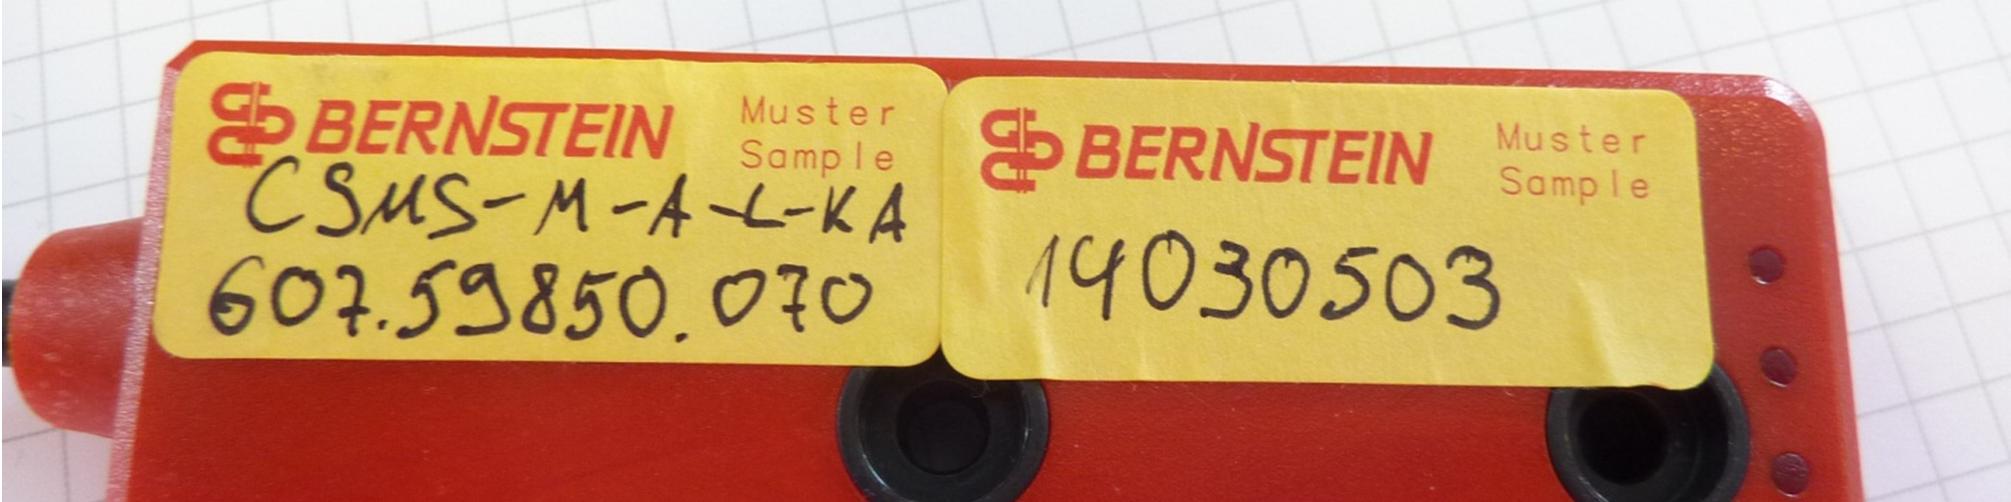 BERNSTEIN Muster
Sample
CSMS-M-A-L-KA
607.59850.070
BERNSTEIN Muster
Sample
14030503